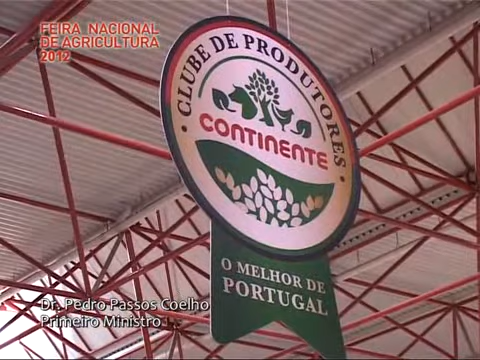 FEIRA NACIONAL
DE AGRICULTURA
2012
· CLUBE DE PRODUTORES ·
CONTINENTE
O MELHOR DE
PORTUGAL
Dr. Pedro Passos Coelho
Primeiro Ministro